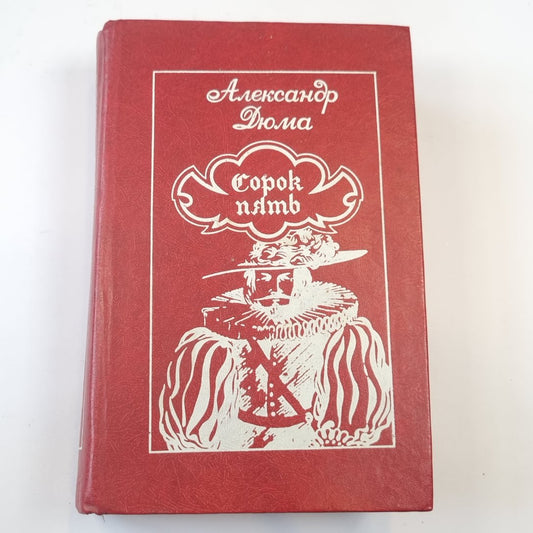 Александр
Дюма
Сорок
пять